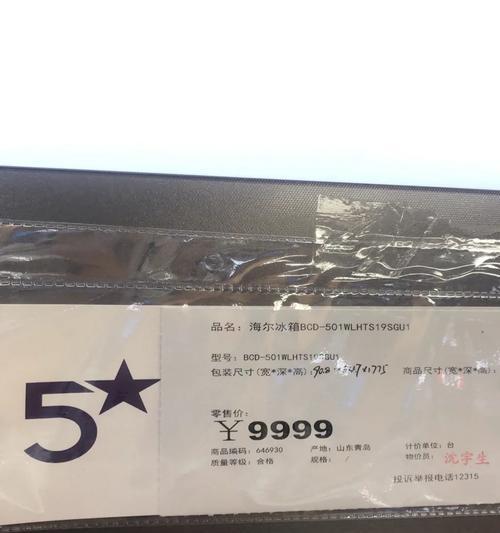 5★
品名: 海尔冰箱BCD-501WLHTS19SGU1
型号: BCD-501WLHTS19SGU1
包装尺寸(宽*深*高): 商品尺寸(宽*深*高):
零售价:
￥9999
商品编码: 646930 产地: 山东青岛 计价单位: 台
质量等级: 合格 规格: / 物价员: 沈宇生
投诉举报电话12315